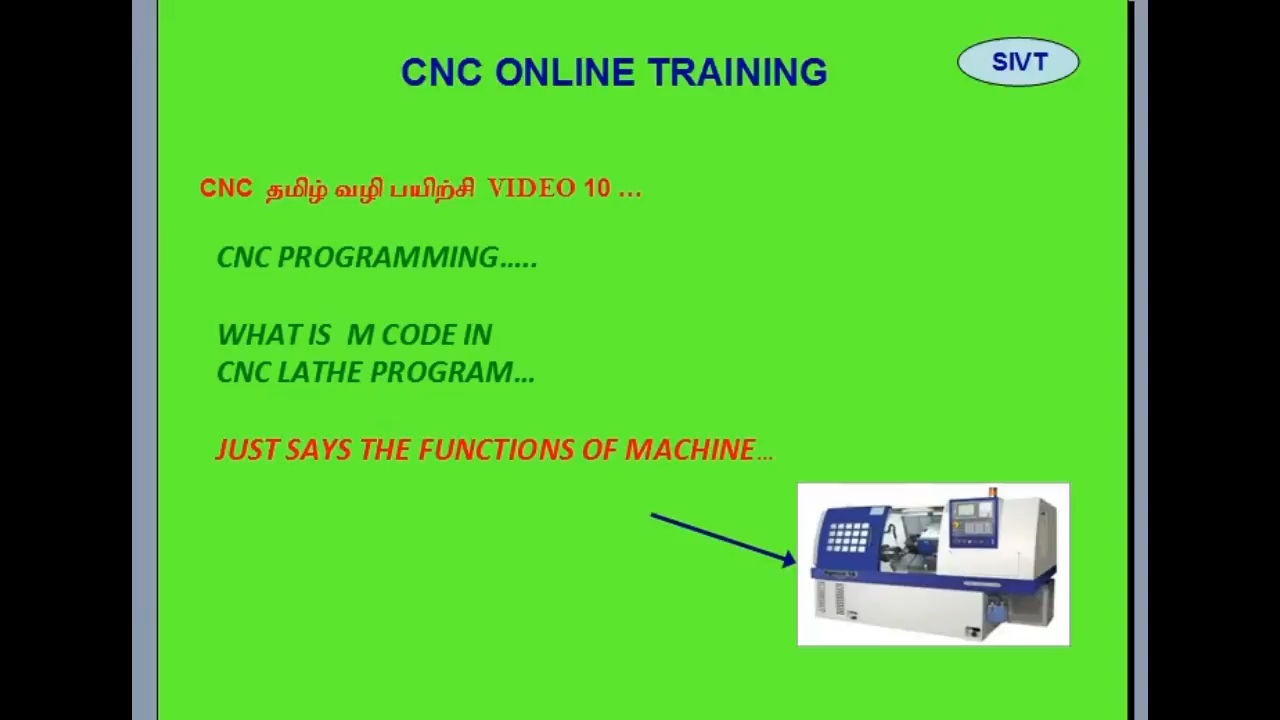 CNC ONLINE TRAINING
SIVT
CNC தமிழ் வழி பயிற்சி VIDEO 10 ...
CNC PROGRAMMING.....
WHAT IS M CODE IN
CNC LATHE PROGRAM...
JUST SAYS THE FUNCTIONS OF MACHINE...